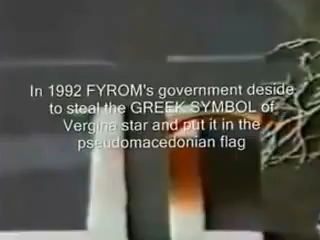 In 1992 FYROM's government deside
to steal the GREEK SYMBOL of
Vergina star and put it in the
pseudomacedonian flag